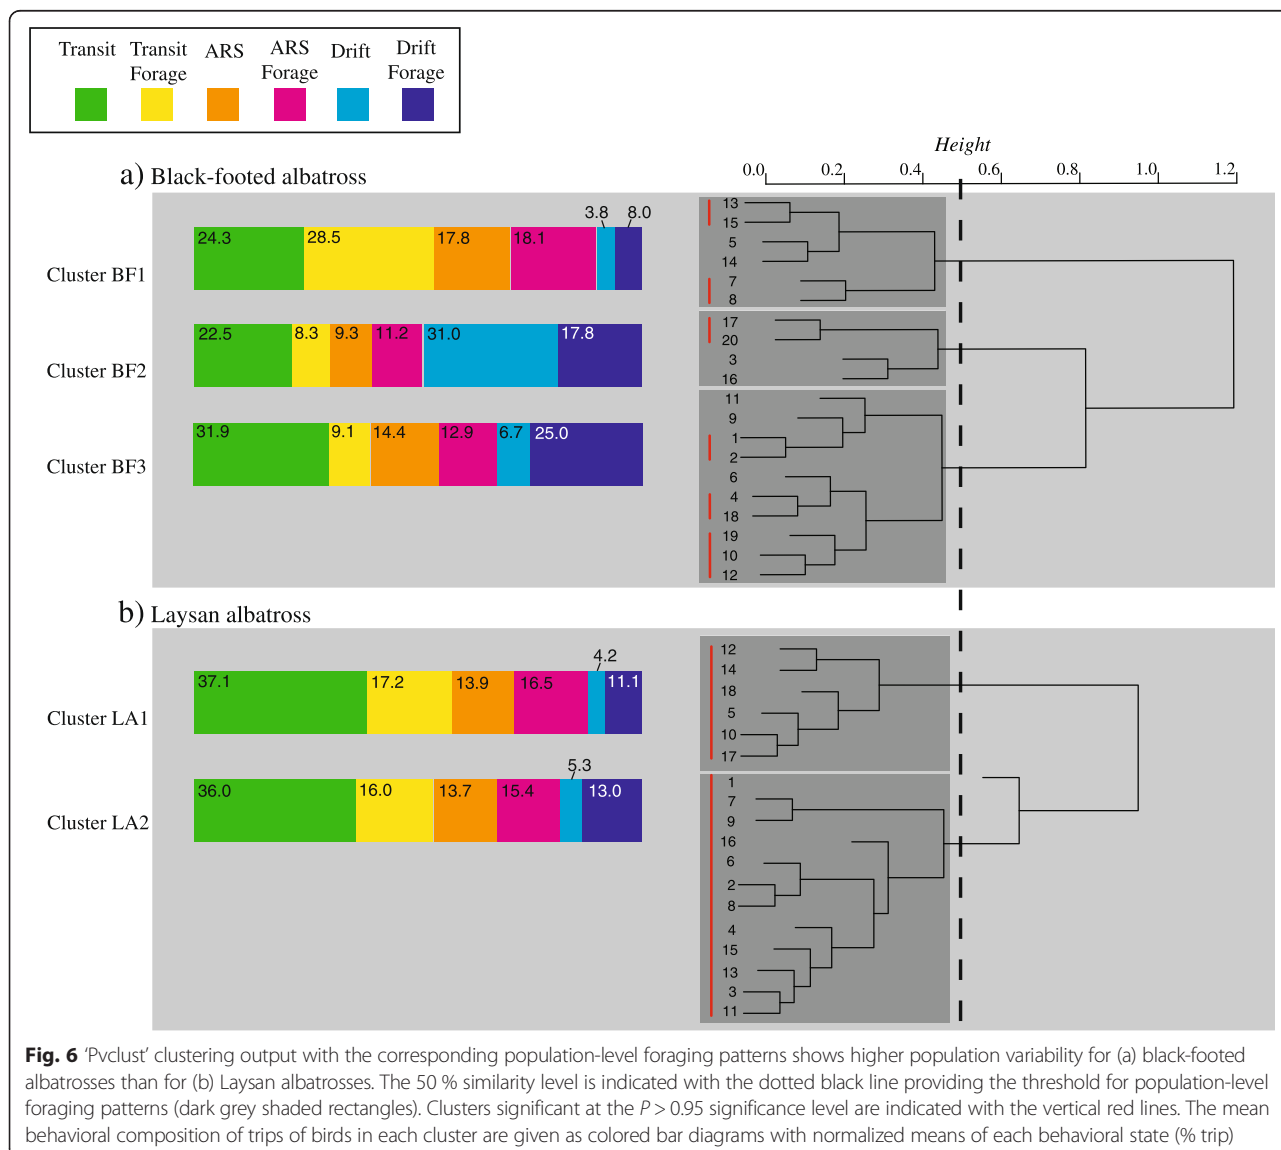 Transit Transit Forage ARS ARS Forage Drift Drift Forage
Height
0.0 0.2 0.4 0.6 0.8 1.0 1.2
a) Black-footed albatross
Cluster BF1
24.3 28.5 17.8 18.1 3.8 8.0
Cluster BF2
22.5 8.3 9.3 11.2 31.0 17.8
Cluster BF3
31.9 9.1 14.4 12.9 6.7 25.0
13
15
5
14
7
8
17
20
3
16
11
9
1
2
6
4
18
19
10
12
b) Laysan albatross
Cluster LA1
37.1 17.2 13.9 16.5 4.2 11.1
Cluster LA2
36.0 16.0 13.7 15.4 5.3 13.0
12
14
18
5
10
17
1
7
9
16
6
2
8
4
15
13
3
11
Fig. 6 ‘Pvclust’ clustering output with the corresponding population-level foraging patterns shows higher population variability for (a) black-footed
albatrosses than for (b) Laysan albatrosses. The 50 % similarity level is indicated with the dotted black line providing the threshold for population-level
foraging patterns (dark grey shaded rectangles). Clusters significant at the P > 0.95 significance level are indicated with the vertical red lines. The mean
behavioral composition of trips of birds in each cluster are given as colored bar diagrams with normalized means of each behavioral state (% trip)